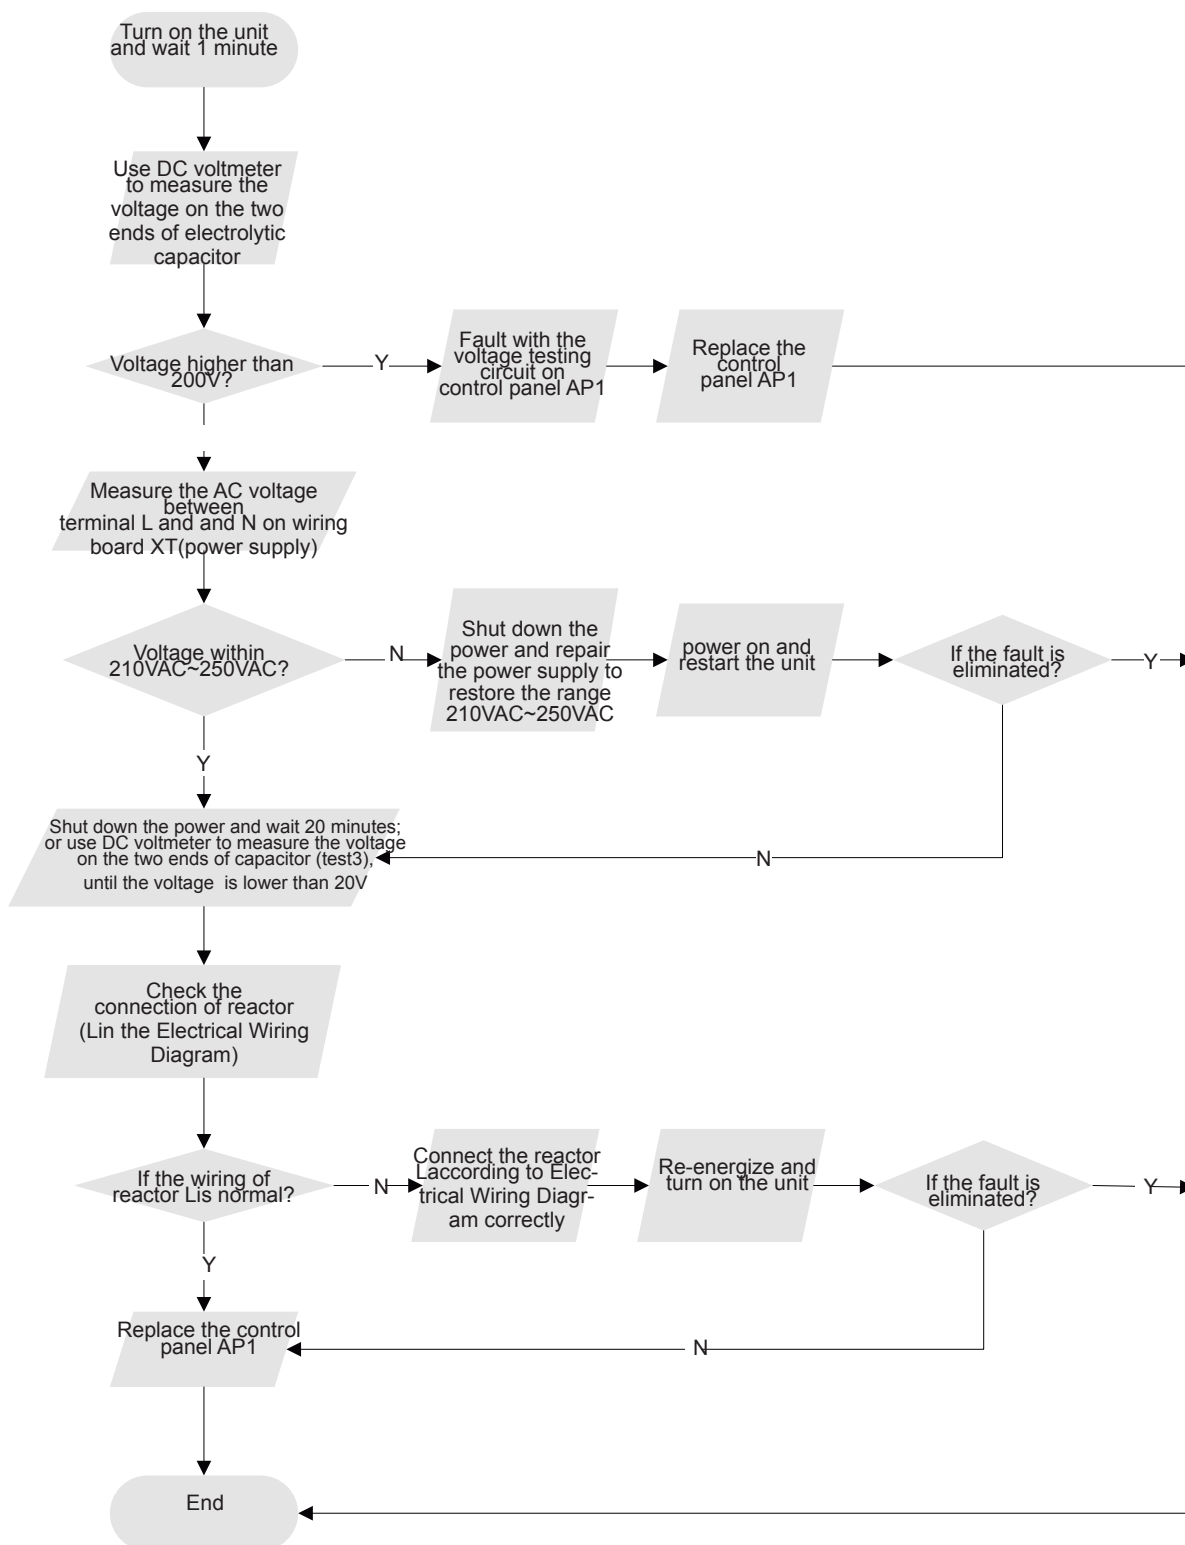 Turn on the unit
and wait 1 minute
Use DC voltmeter
to measure the
voltage on the two
ends of electrolytic
capacitor
Voltage higher than
200V?
Y
Fault with the
voltage testing
circuit on
control panel AP1
Replace the
control
panel AP1
Measure the AC voltage
between
terminal L and and N on wiring
board XT(power supply)
Voltage within
210VAC~250VAC?
N
Shut down the
power and repair
the power supply to
restore the range
210VAC~250VAC
power on and
restart the unit
If the fault is
eliminated?
Y
Y
Shut down the power and wait 20 minutes;
or use DC voltmeter to measure the voltage
on the two ends of capacitor (test3),
until the voltage is lower than 20V
N
Check the
connection of reactor
(Lin the Electrical Wiring
Diagram)
If the wiring of
reactor Lis normal?
N
Connect the reactor
Laccording to Elec-
trical Wiring Diagr-
am correctly
Re-energize and
turn on the unit
If the fault is
eliminated?
Y
Y
Replace the control
panel AP1
N
End